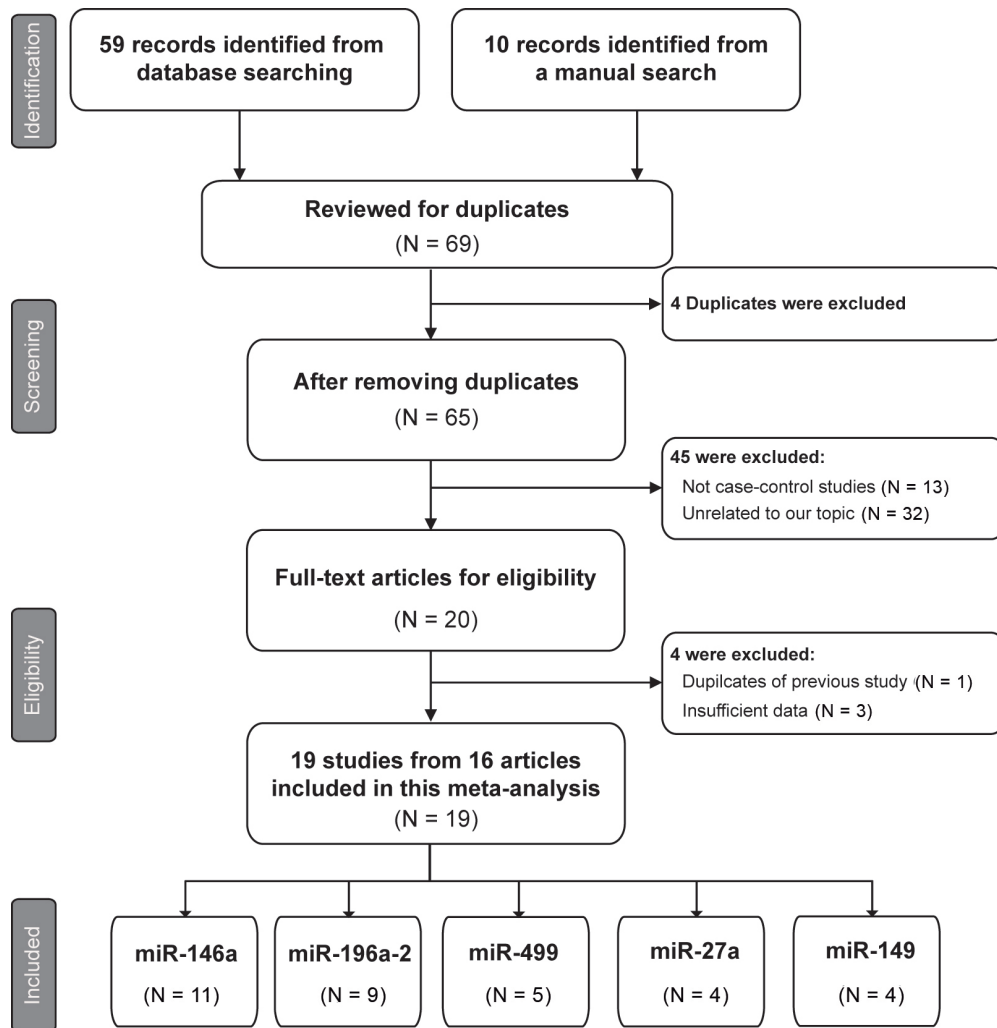 Identification
59 records identified from
database searching
10 records identified from
a manual search
Reviewed for duplicates
(N = 69)
Screening
4 Duplicates were excluded
After removing duplicates
(N = 65)
45 were excluded:
Not case-control studies (N = 13)
Unrelated to our topic (N = 32)
Eligibility
Full-text articles for eligibility
(N = 20)
4 were excluded:
Dupilcates of previous study (N = 1)
Insufficient data (N = 3)
19 studies from 16 articles
included in this meta-analysis
(N = 19)
Included
miR-146a
(N = 11)
miR-196a-2
(N = 9)
miR-499
(N = 5)
miR-27a
(N = 4)
miR-149
(N = 4)